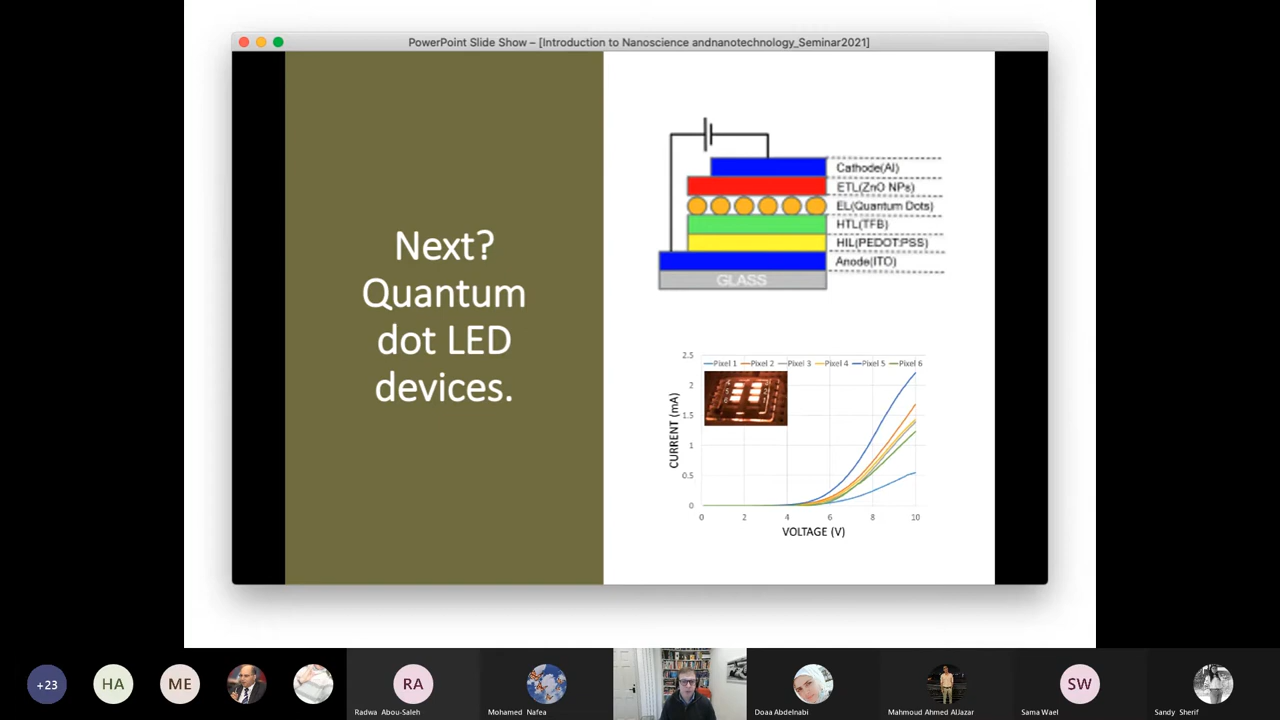 PowerPoint Slide Show – [Introduction to Nanoscience andnanotechnology_Seminar2021]
Next?
Quantum
dot LED
devices.
Cathode(Al)
ETL(ZnO NPs)
EL(Quantum Dots)
HTL(TFB)
HIL(PEDOT:PSS)
Anode(ITO)
GLASS
Pixel 1 Pixel 2 Pixel 3 Pixel 4 Pixel 5 Pixel 6
2.5
2
1.5
1
0.5
0
CURRENT (mA)
0 2 4 6 8 10
VOLTAGE (V)
+23
HA
ME
RA
SW
Radwa Abou-Saleh
Mohamed Nafea
Doaa Abdelnabi
Mahmoud Ahmed AlJazar
Sama Wael
Sandy Sherif